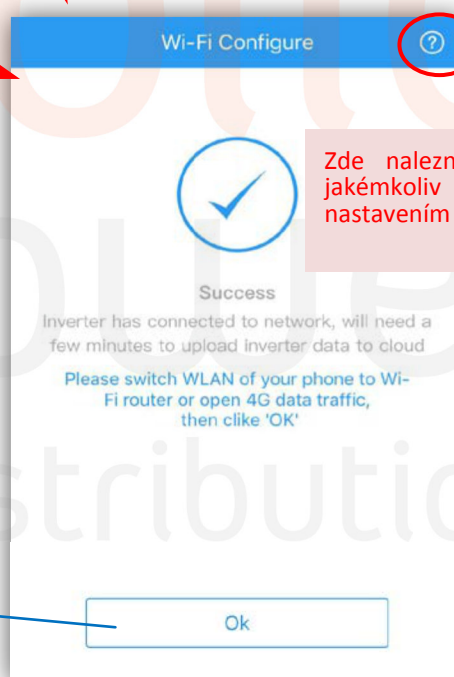 Wi-Fi Configure
?
Zde nalezn
jakémkoliv
nastavením
Success
Inverter has connected to network, will need a
few minutes to upload inverter data to cloud
Please switch WLAN of your phone to Wi-
Fi router or open 4G data traffic,
then clike 'OK'
stributio
Ok